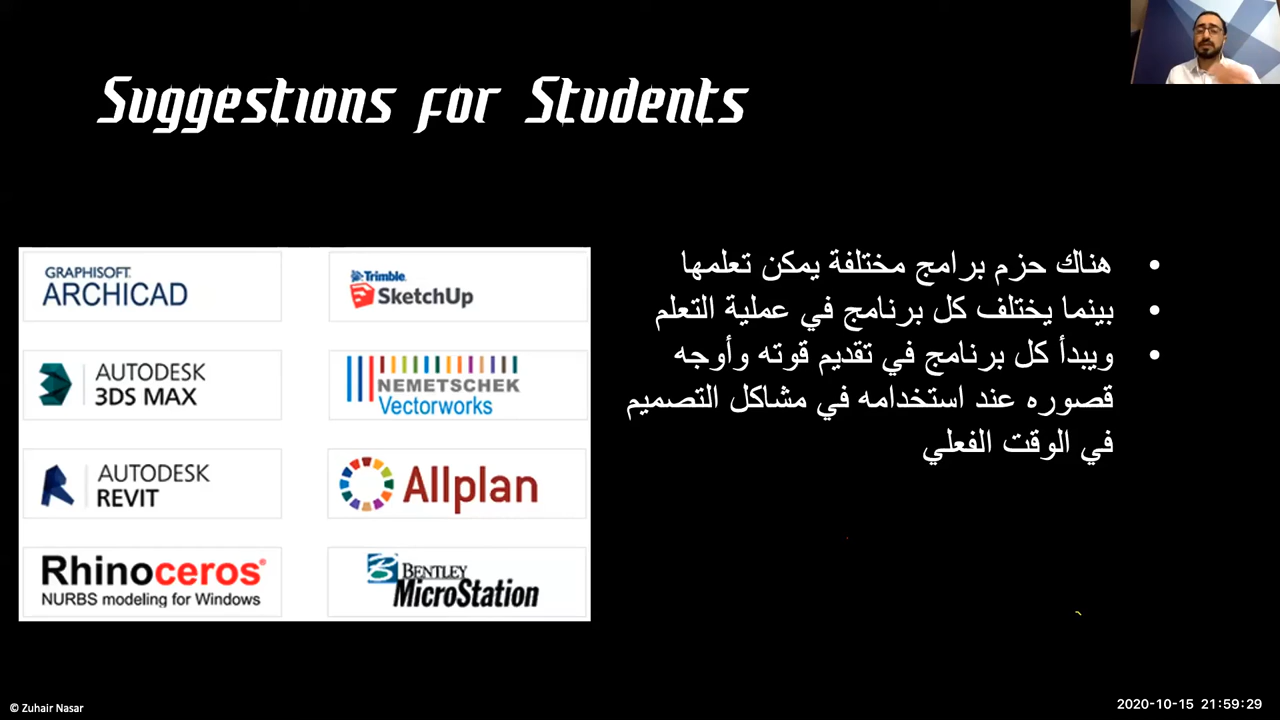 Suggestions for Students
GRAPHISOFT.
ARCHICAD
Trimble.
SketchUp
AUTODESK
3DS MAX
NEMETSCHEK
Vectorworks
AUTODESK
REVIT
Allplan
Rhinoceros®
NURBS modeling for Windows
BENTLEY
MicroStation
• هناك حزم برامج مختلفة يمكن تعلمها
• بينما يختلف كل برنامج في عملية التعلم
• ويبدأ كل برنامج في تقديم قوته وأوجه
قصوره عند استخدامه في مشاكل التصميم
في الوقت الفعلي
© Zuhair Nasar
2020-10-15 21:59:29